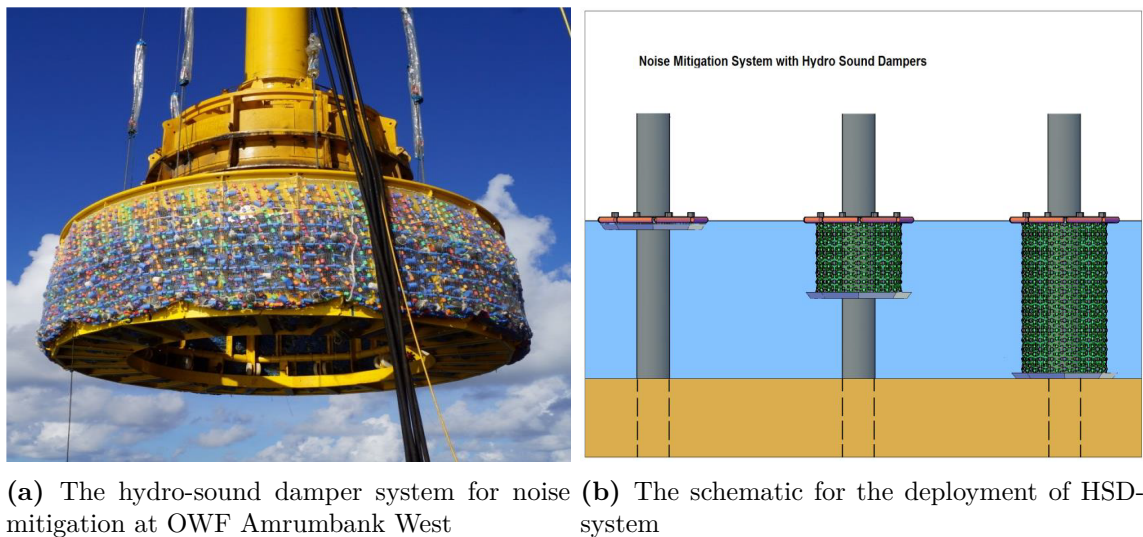 Noise Mitigation System with Hydro Sound Dampers
(a) The hydro-sound damper system for noise
mitigation at OWF Amrumbank West
(b) The schematic for the deployment of HSD-
system